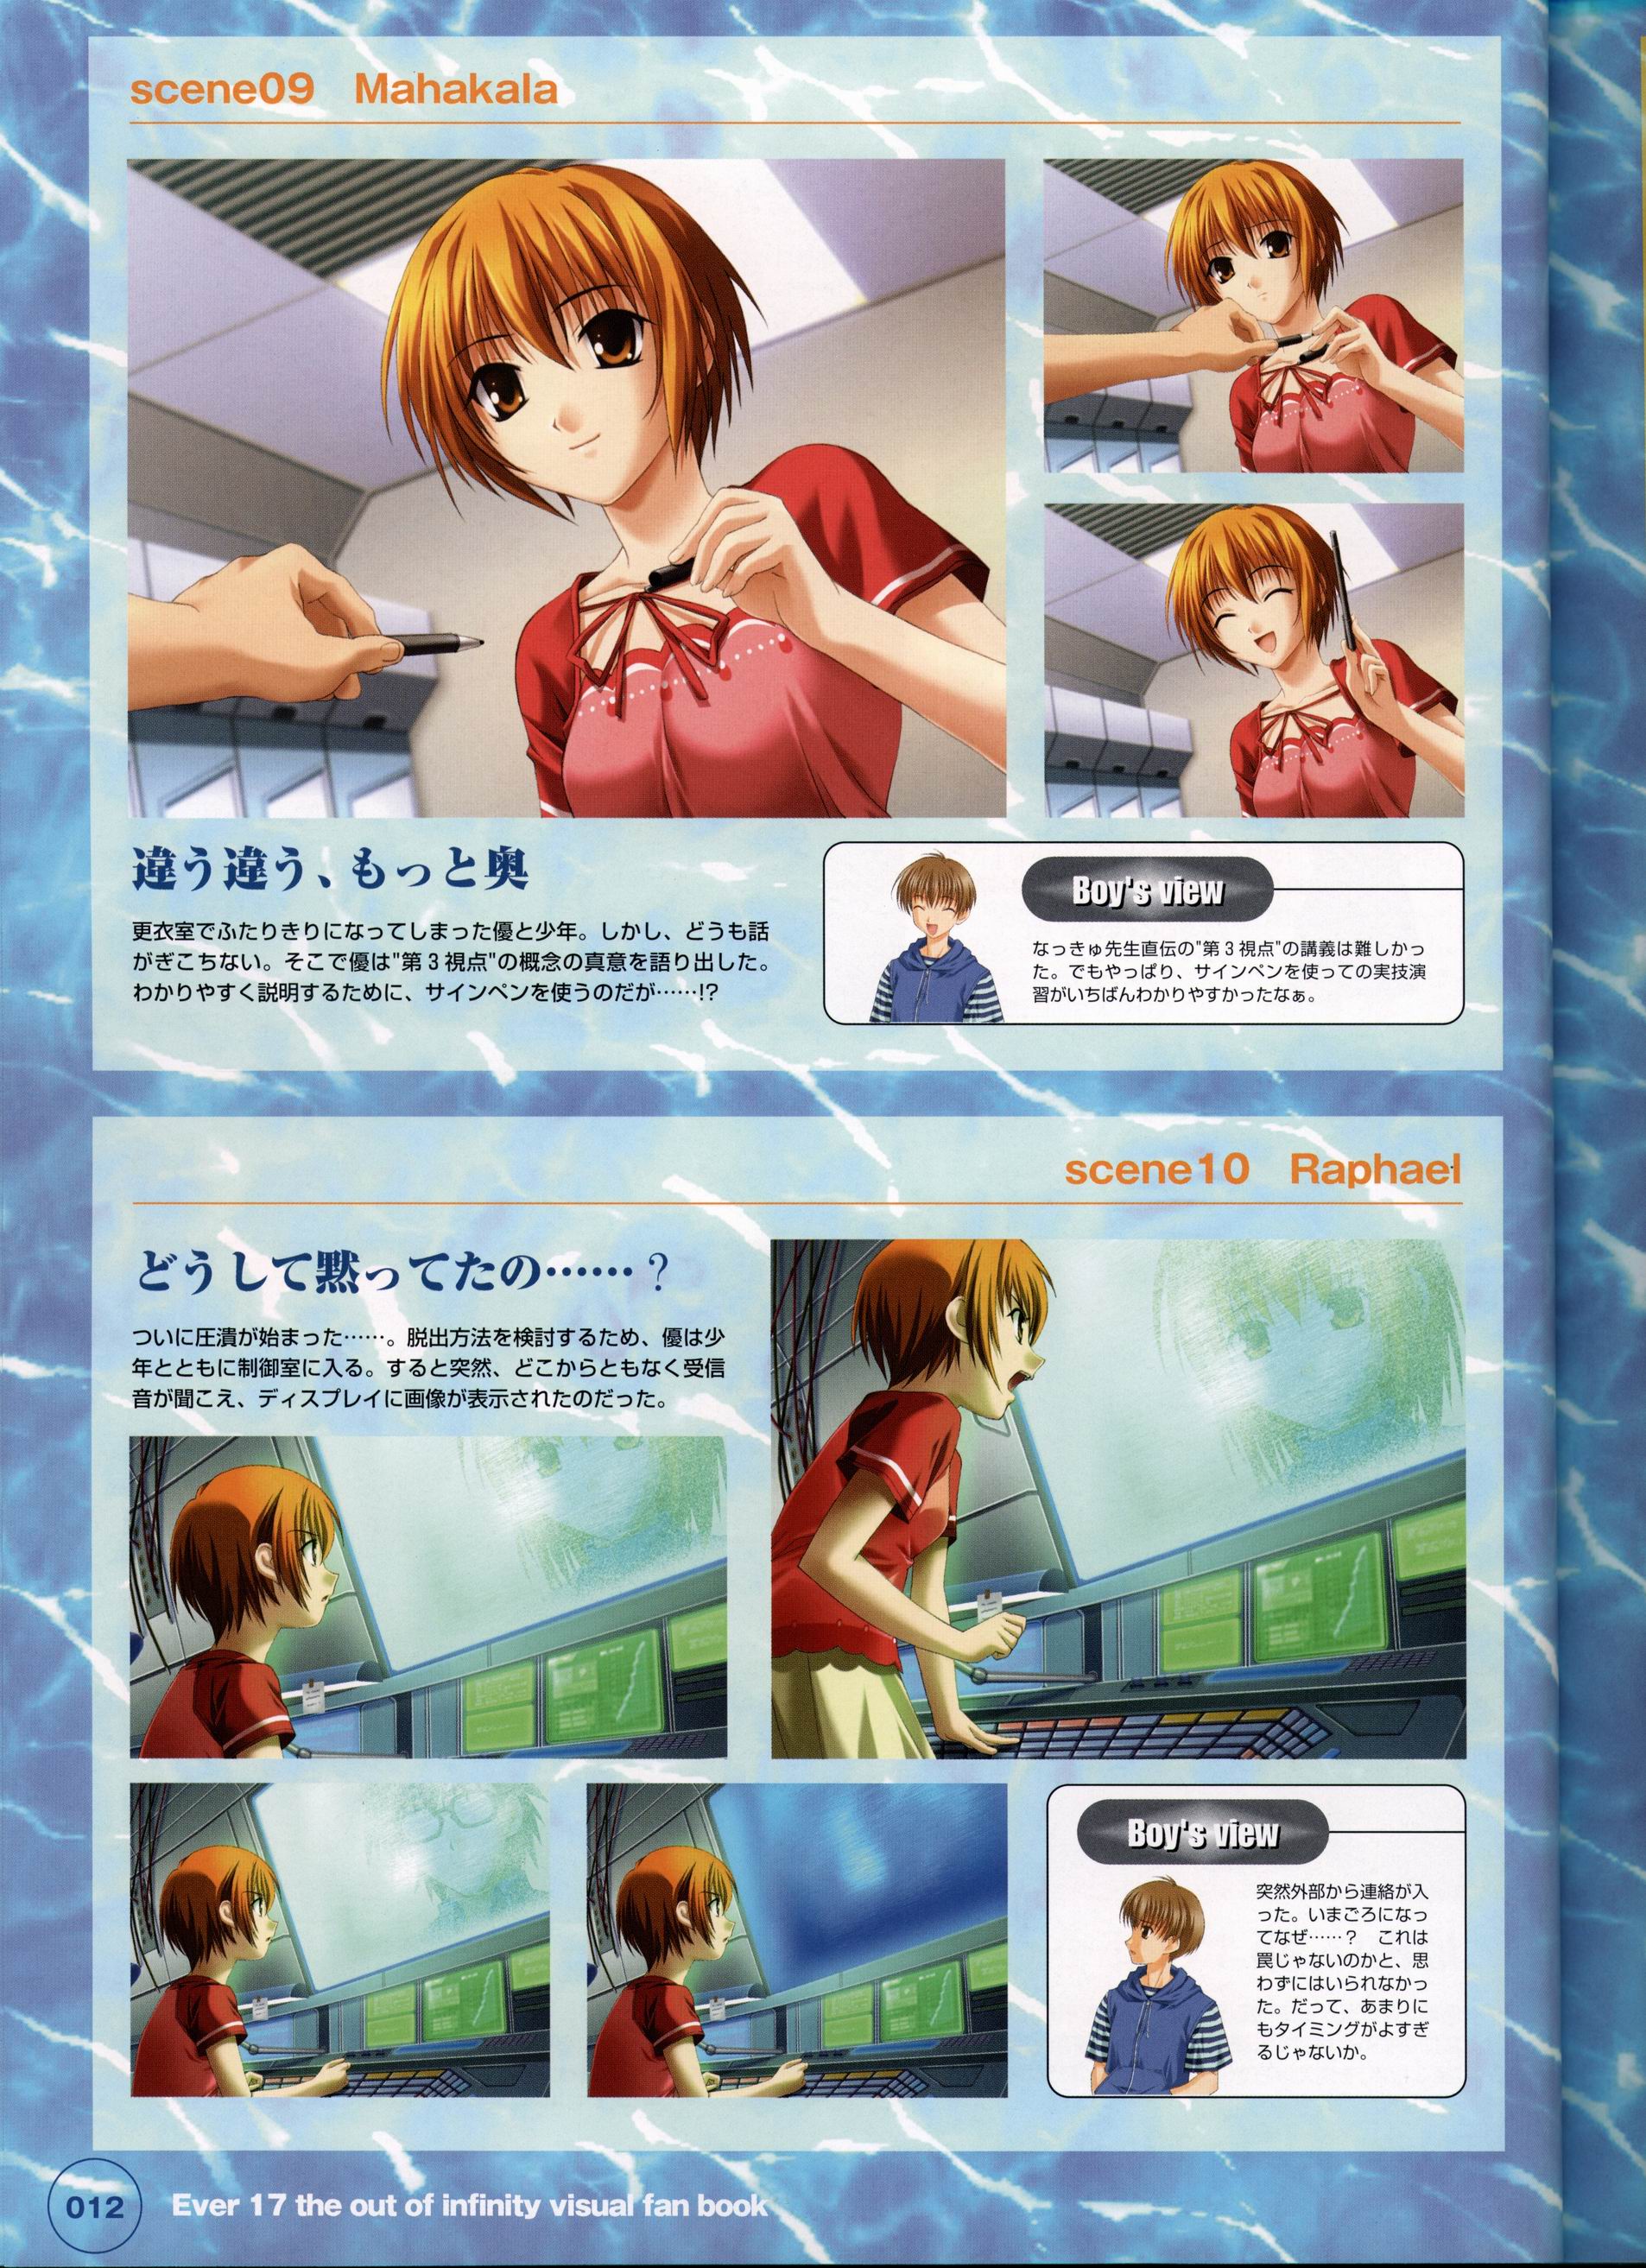 scene09 Mahakala
違う違う、もっと奥
更衣室でふたりきりになってしまった優と少年。しかし、どうも話
がぎこちない。そこで優は"第3視点"の概念の真意を語り出した。
わかりやすく説明するために、サインペンを使うのだが……!?
Boy's view
なっきゅ先生直伝の"第3視点"の講義は難しかっ
た。でもやっぱり、サインペンを使っての実技演
習がいちばんわかりやすかったなぁ。
scene10 Raphael
どうして黙ってたの……？
ついに圧潰が始まった……。脱出方法を検討するため、優は少
年とともに制御室に入る。すると突然、どこからともなく受信
音が聞こえ、ディスプレイに画像が表示されたのだった。
Boy's view
突然外部から連絡が入
った。いまごろになっ
てなぜ……？　これは
罠じゃないのかと、思
わずにはいられなかっ
た。だって、あまりに
もタイミングがよすぎ
るじゃないか。
012 Ever 17 the out of infinity visual fan book